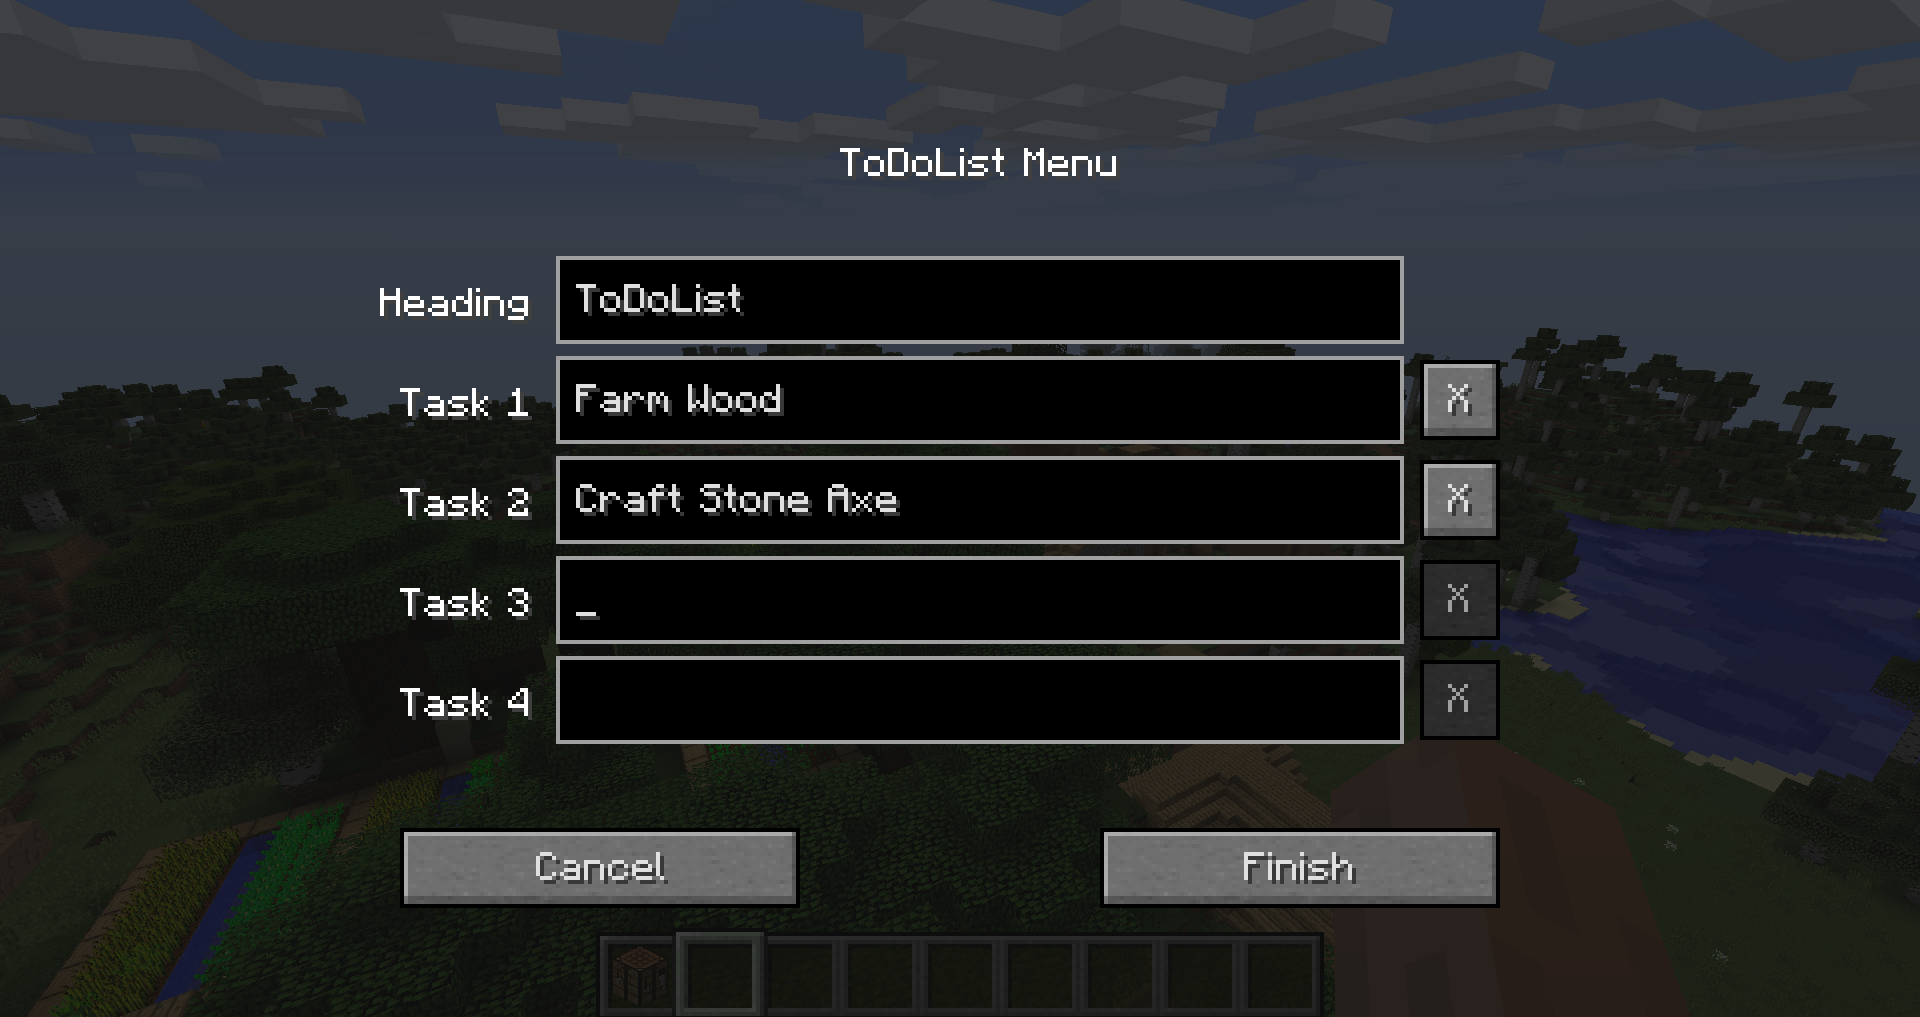 ToDoList Menu
Heading ToDoList
Task 1 Farm Wood X
Task 2 Craft Stone Axe X
Task 3 _ X
Task 4 X
Cancel Finish